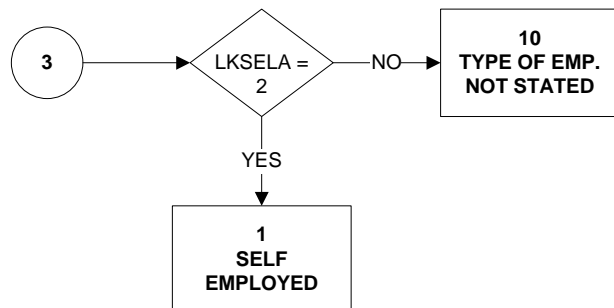 3
LKSELA =
2
NO
10
TYPE OF EMP.
NOT STATED
YES
1
SELF
EMPLOYED